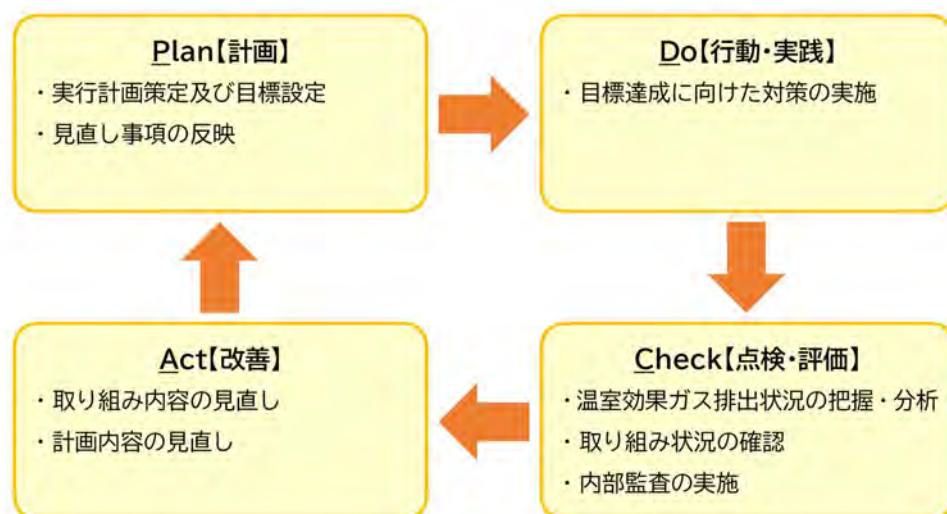 Plan【計画】
・実行計画策定及び目標設定
・見直し事項の反映
Do【行動・実践】
・目標達成に向けた対策の実施
Act【改善】
・取り組み内容の見直し
・計画内容の見直し
Check【点検・評価】
・温室効果ガス排出状況の把握・分析
・取り組み状況の確認
・内部監査の実施